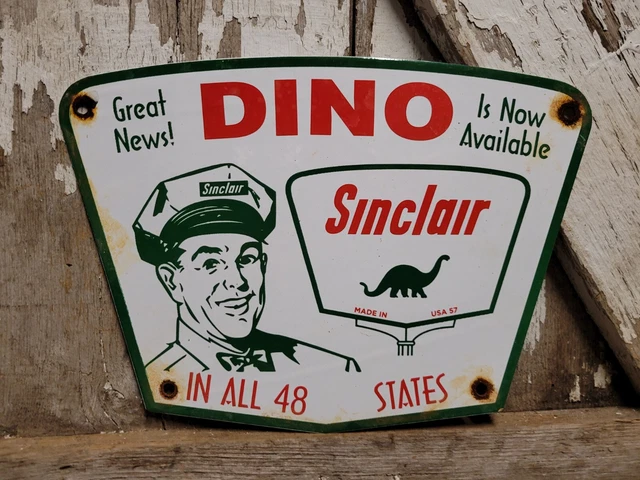 Great
News!
DINO
Is Now
Available
Sinclair
Sinclair
MADE IN USA 57
IN ALL 48 STATES